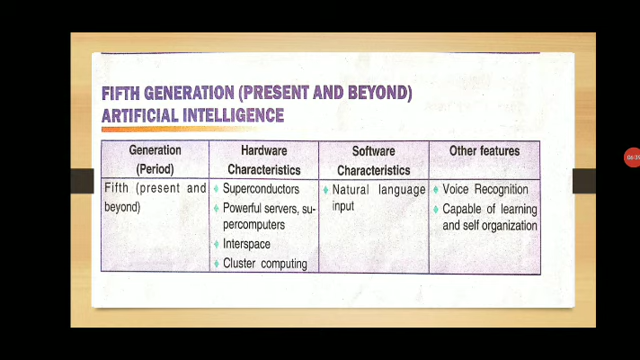 FIFTH GENERATION (PRESENT AND BEYOND)
ARTIFICIAL INTELLIGENCE
Generation
(Period)
Hardware
Characteristics
Software
Characteristics
Other features
Fifth (present and
beyond)
Superconductors
Powerful servers, su-
percomputers
Interspace
Cluster computing
Natural language
input
Voice Recognition
Capable of learning
and self organization